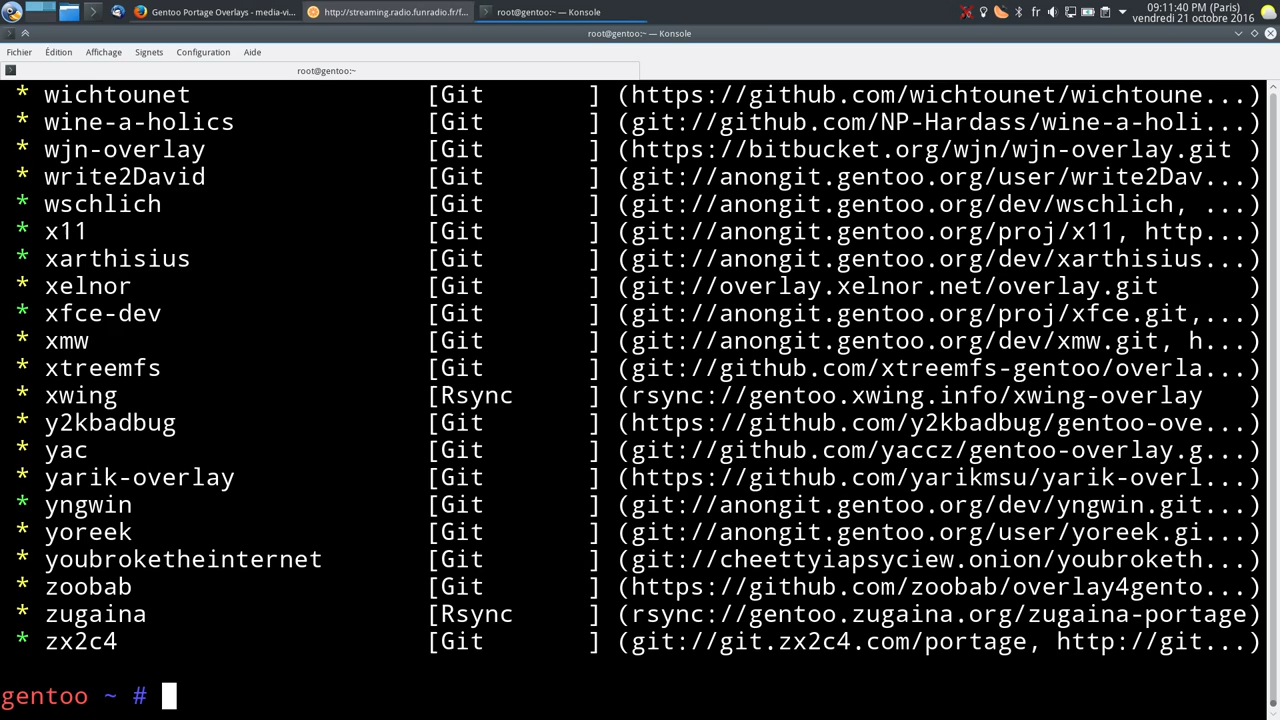 Gentoo Portage Overlays - media-vi...
http://streaming.radio.funradio.fr/f...
root@gentoo:~ — Konsole
fr
09:11:40 PM (Paris)
vendredi 21 octobre 2016
root@gentoo:~ — Konsole
Fichier Édition Affichage Signets Configuration Aide
root@gentoo:~
* wichtounet [Git ] (https://github.com/wichtounet/wichtoune...)
* wine-a-holics [Git ] (git://github.com/NP-Hardass/wine-a-holi...)
* wjn-overlay [Git ] (https://bitbucket.org/wjn/wjn-overlay.git )
* write2David [Git ] (git://anongit.gentoo.org/user/write2Dav...)
* wschlich [Git ] (git://anongit.gentoo.org/dev/wschlich, ...)
* x11 [Git ] (git://anongit.gentoo.org/proj/x11, http...)
* xarthisius [Git ] (git://anongit.gentoo.org/dev/xarthisius...)
* xelnor [Git ] (git://overlay.xelnor.net/overlay.git )
* xfce-dev [Git ] (git://anongit.gentoo.org/proj/xfce.git,...)
* xmw [Git ] (git://anongit.gentoo.org/dev/xmw.git, h...)
* xtreemfs [Git ] (git://github.com/xtreemfs-gentoo/overla...)
* xwing [Rsync ] (rsync://gentoo.xwing.info/xwing-overlay )
* y2kbadbug [Git ] (https://github.com/y2kbadbug/gentoo-ove...)
* yac [Git ] (git://github.com/yaccz/gentoo-overlay.g...)
* yarik-overlay [Git ] (https://github.com/yarikmsu/yarik-overl...)
* yngwin [Git ] (git://anongit.gentoo.org/dev/yngwin.git...)
* yoreek [Git ] (git://anongit.gentoo.org/user/yoreek.gi...)
* youbroketheinternet [Git ] (git://cheettyiapsyciew.onion/youbroketh...)
* zoobab [Git ] (https://github.com/zoobab/overlay4gento...)
* zugaina [Rsync ] (rsync://gentoo.zugaina.org/zugaina-portage)
* zx2c4 [Git ] (git://git.zx2c4.com/portage, http://git...)
gentoo ~ #